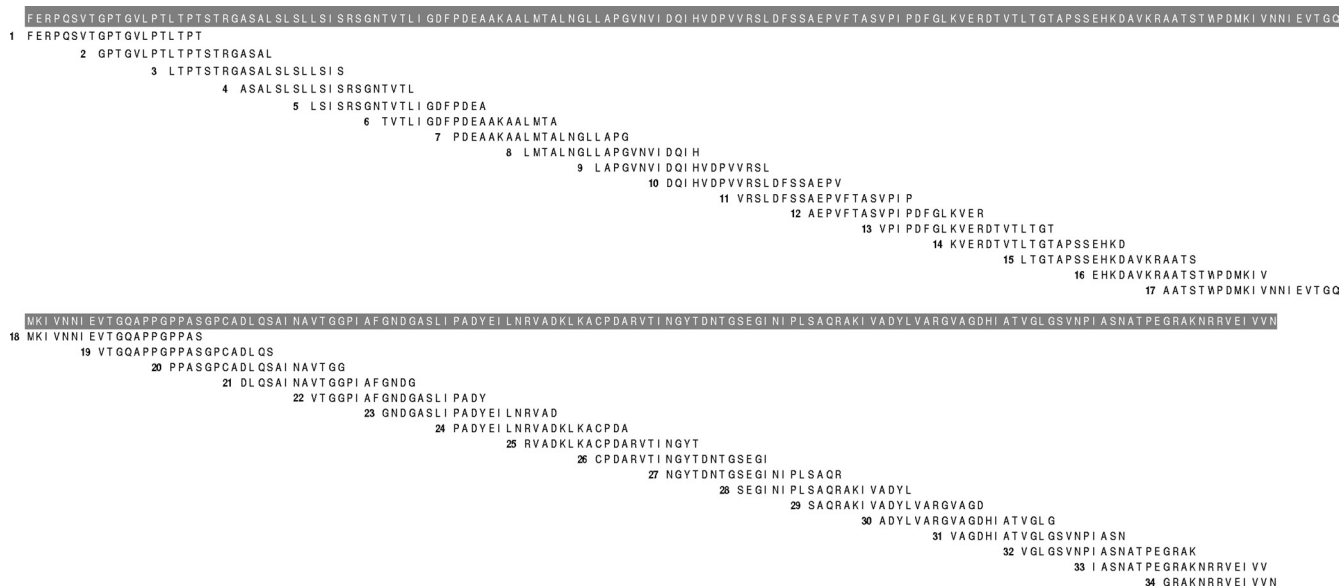 FERPQSVTGPTGVLPTLTPTSTRGASALSLSLLSISRSGNTVTLIGDFPDEAAKAALMTALNGLLAPGVNVIDQIHVDPVVRSLDFSSAEPVFTASVPIPDFGLKVERDTVTLTGTAPSSEHKDAVKRAATSTWPDMKIVNNIEVTGQ
1 FERPQSVTGPTGVLPTLTPT
2 GPTGVLPTLTPTSTRGASAL
3 LTPTSTRGASALSLSLLSIS
4 ASALSLSLLSISRSGNTVTL
5 LSISRSGNTVTLIGDFPDEA
6 TVTLIGDFPDEAAKAALMTA
7 PDEAAKAALMTALNGLLAPG
8 LMTALNGLLAPGVNVIDQIH
9 LAPGVNVIDQIHVDPVVRSL
10 DQIHVDPVVRSLDFSSAEPV
11 VRSLDFSSAEPVFTASVPIP
12 AEPVFTASVPIPDFGLKVER
13 VPIPDFGLKVERDTVTLTGT
14 KVERDTVTLTGTAPSSEHKD
15 LTGTAPSSEHKDAVKRAATS
16 EHKDAVKRAATSTWPDMKIV
17 AATSTWPDMKIVNNIEVTGQ
MKIVNNIEVTGQAPPGPPASGPCADLQSAINAVTGGPIAFGNDGASLIPADYEILNRVADKLKACPDARVTINGYTDNTGSEGINIPLSAQRAKIVADYLVARGVAGDHIATVGLGSVNPIASNATPEGRAKNRRVEIVVN
18 MKIVNNIEVTGQAPPGPPAS
19 VTGQAPPGPPASGPCADLQS
20 PPASGPCADLQSAINAVTGG
21 DLQSAINAVTGGPIAFGNDG
22 VTGGPIAFGNDGASLIPADY
23 GNDGASLIPADYEILNRVAD
24 PADYEILNRVADKLKACPDA
25 RVADKLKACPDARVTINGYT
26 CPDARVTINGYTDNTGSEGI
27 NGYTDNTGSEGINIPLSAQR
28 SEGINIPLSAQRAKIVADYL
29 SAQRAKIVADYLVARGVAGD
30 ADYLVARGVAGDHIATVGLG
31 VAGDHIATVGLGSVNPIASN
32 VGLGSVNPIASNATPEGRAK
33 IASNATPEGRAKNRRVEIVV
34 GRAKNRRVEIVVN